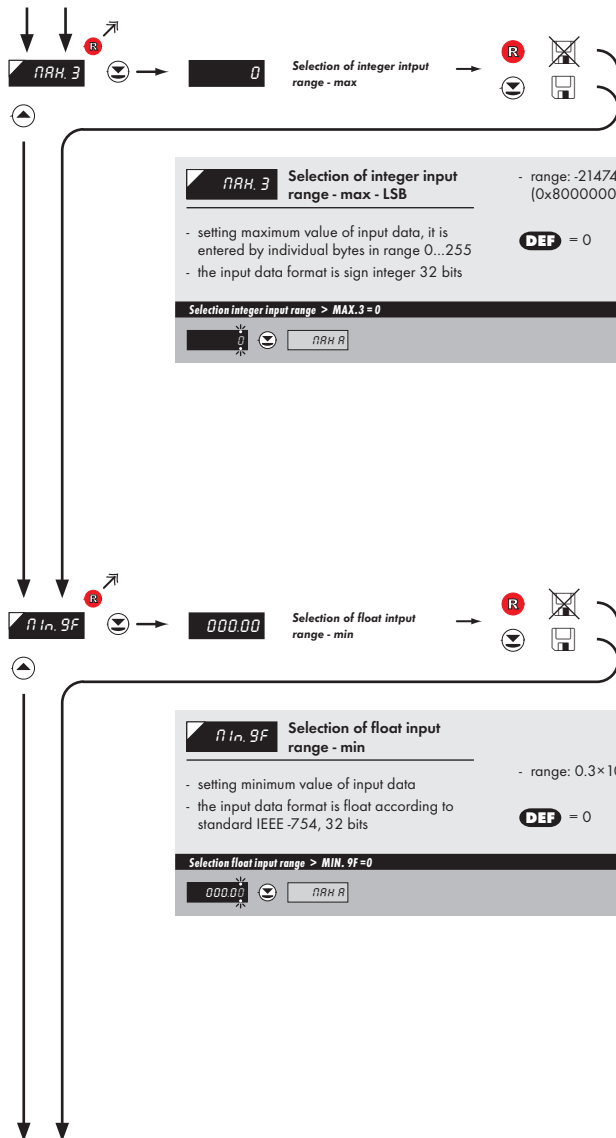 R
MAX. 3
0
Selection of integer intput
range - max
R
MAX. 3
Selection of integer input
range - max - LSB
- setting maximum value of input data, it is
entered by individual bytes in range 0...255
- the input data format is sign integer 32 bits
- range: -21474
(0x8000000
DEF = 0
Selection integer input range > MAX.3 = 0
0
MAX A
R
MIn. 9F
000.00
Selection of float intput
range - min
R
MIn. 9F
Selection of float input
range - min
- setting minimum value of input data
- the input data format is float according to
standard IEEE -754, 32 bits
- range: 0.3×10
DEF = 0
Selection float input range > MIN. 9F =0
000.00
MAX A